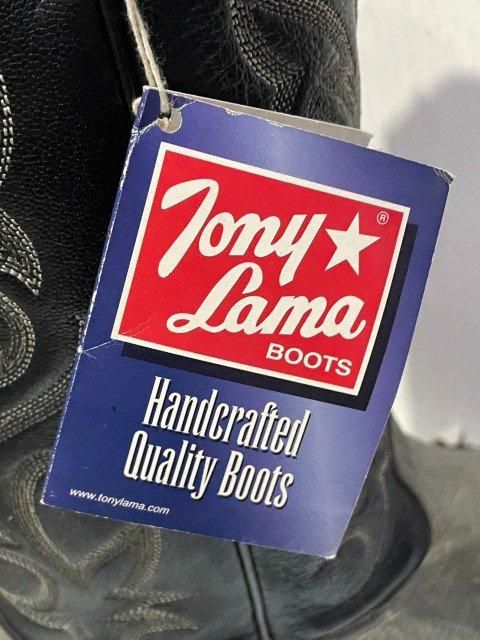 Tony ®
Lama
BOOTS
Handcrafted
Quality Boots
www.tonylama.com